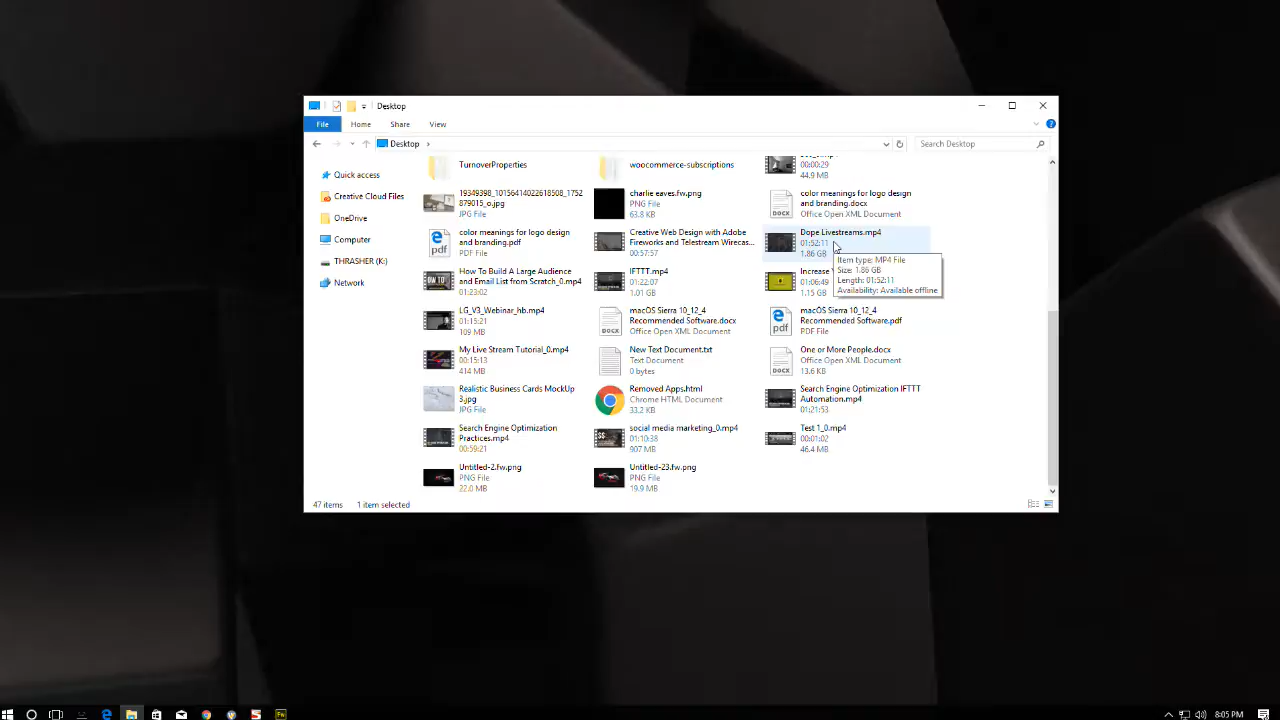 Desktop
File
Home
Share
View
Desktop
Search Desktop
Quick access
Creative Cloud Files
OneDrive
Computer
THRASHER (K:)
Network
TurnoverProperties
woocommerce-subscriptions
00:00:29
44.9 MB
19349398_10156414022618508_1752
879015_o.jpg
JPG File
charlie eaves.fw.png
PNG File
63.8 KB
color meanings for logo design
and branding.docx
Office Open XML Document
color meanings for logo design
and branding.pdf
PDF File
Creative Web Design with Adobe
Fireworks and Telestream Wirecas...
00:57:57
Dope Livestreams.mp4
01:52:11
1.86 GB
Item type: MP4 File
Size: 1.86 GB
Length: 01:52:11
Availability: Available offline
How To Build A Large Audience
and Email List from Scratch_0.mp4
01:23:02
IFTTT.mp4
01:22:07
1.01 GB
Increase
01:06:49
1.15 GB
LG_V3_Webinar_hb.mp4
01:15:21
109 MB
macOS Sierra 10_12_4
Recommended Software.docx
Office Open XML Document
macOS Sierra 10_12_4
Recommended Software.pdf
PDF File
My Live Stream Tutorial_0.mp4
00:15:13
414 MB
New Text Document.txt
Text Document
0 bytes
One or More People.docx
Office Open XML Document
13.6 KB
Realistic Business Cards MockUp
3.jpg
JPG File
Removed Apps.html
Chrome HTML Document
33.2 KB
Search Engine Optimization IFTTT
Automation.mp4
01:21:53
Search Engine Optimization
Practices.mp4
00:59:21
social media marketing_0.mp4
01:10:38
907 MB
Test 1_0.mp4
00:01:02
46.4 MB
Untitled-2.fw.png
PNG File
22.0 MB
Untitled-23.fw.png
PNG File
19.9 MB
47 items
1 item selected
8:05 PM